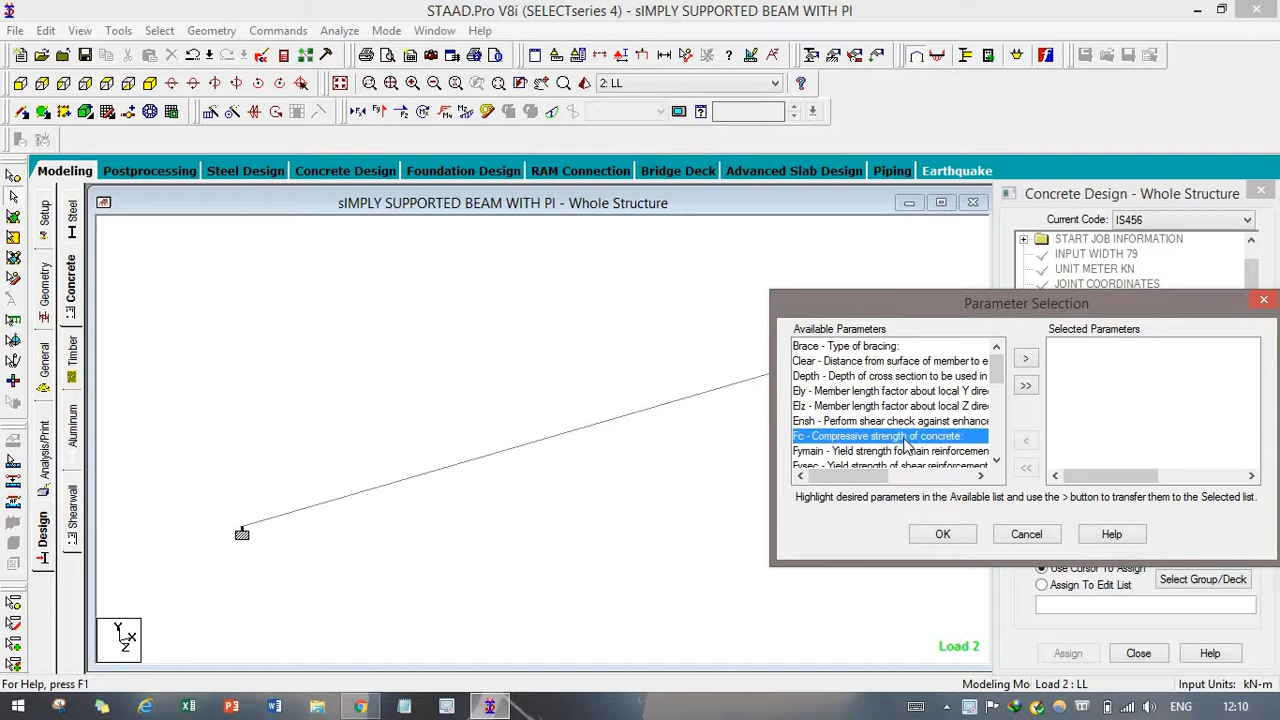 STAAD.Pro V8i (SELECTseries 4) - sIMPLY SUPPORTED BEAM WITH PI
File Edit View Tools Select Geometry Commands Analyze Mode Window Help
2: LL
Modeling Postprocessing Steel Design Concrete Design Foundation Design RAM Connection Bridge Deck Advanced Slab Design Piping Earthquake
sIMPLY SUPPORTED BEAM WITH PI - Whole Structure
Concrete Design - Whole Structure
Current Code: IS456
START JOB INFORMATION
INPUT WIDTH 79
UNIT METER KN
JOINT COORDINATES
Setup
Geometry
General
Analysis/Print
Design
Steel
Concrete
Timber
Aluminum
Shearwall
Parameter Selection
Available Parameters
Selected Parameters
Brace - Type of bracing:
Clear - Distance from surface of member to e
Depth - Depth of cross section to be used in
Ely - Member length factor about local Y dire
Elz - Member length factor about local Z dire
Ensh - Perform shear check against enhance
Fc - Compressive strength of concrete:
Fymain - Yield strength for main reinforcemen
Fysec - Yield strength of shear reinforcement
>
>>
<
<<
Highlight desired parameters in the Available list and use the > button to transfer them to the Selected list.
OK Cancel Help
Use Cursor To Assign
Assign To Edit List
Select Group/Deck
Assign Close Help
Y
X
Z
Load 2
For Help, press F1
Modeling Mo
Load 2 : LL
Input Units:
kN-m
ENG
12:10